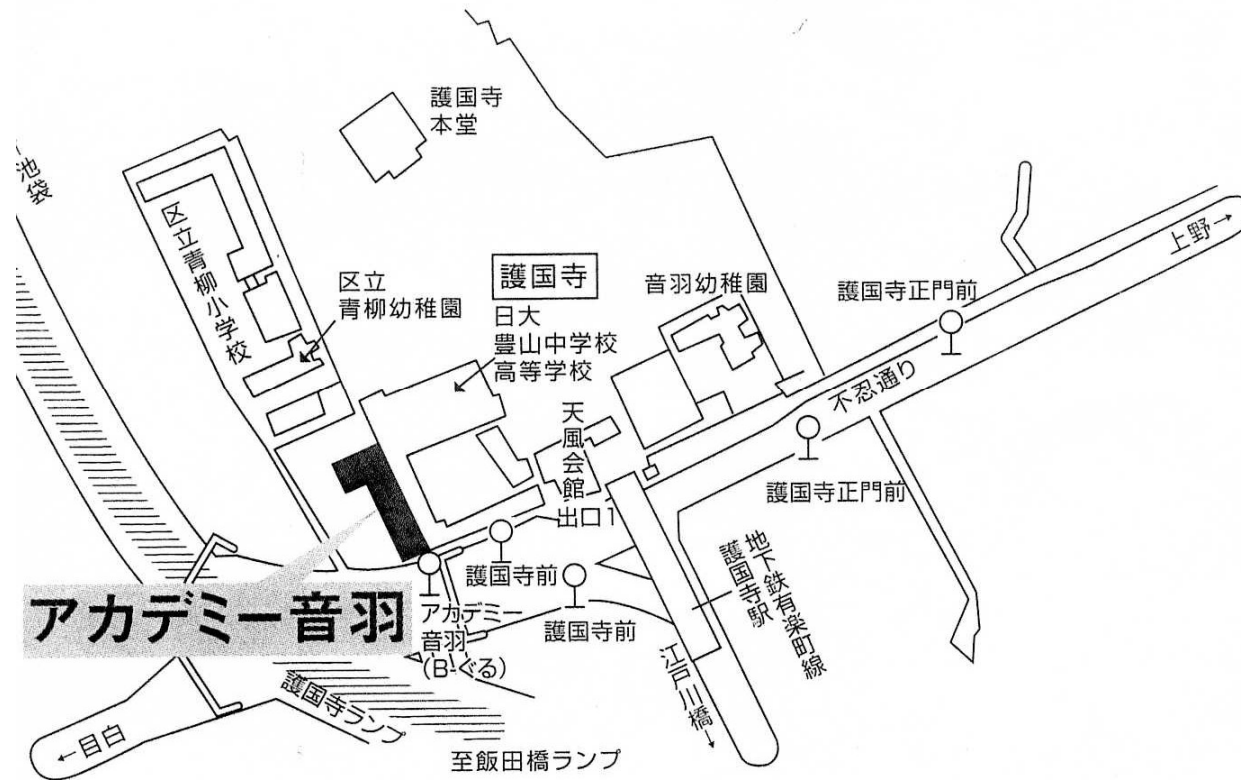 護国寺
本堂
池袋
区立青柳小学校
区立
青柳幼稚園
護国寺
日大
豊山中学校
高等学校
音羽幼稚園
護国寺正門前
上野→
不忍通り
天風会館
護国寺正門前
出口1
護国寺前
地下鉄有楽町線
護国寺駅
アカデミー音羽
アカデミー
音羽
(B-ぐる)
護国寺前
江戸川橋→
護国寺ランプ
←目白
至飯田橋ランプ